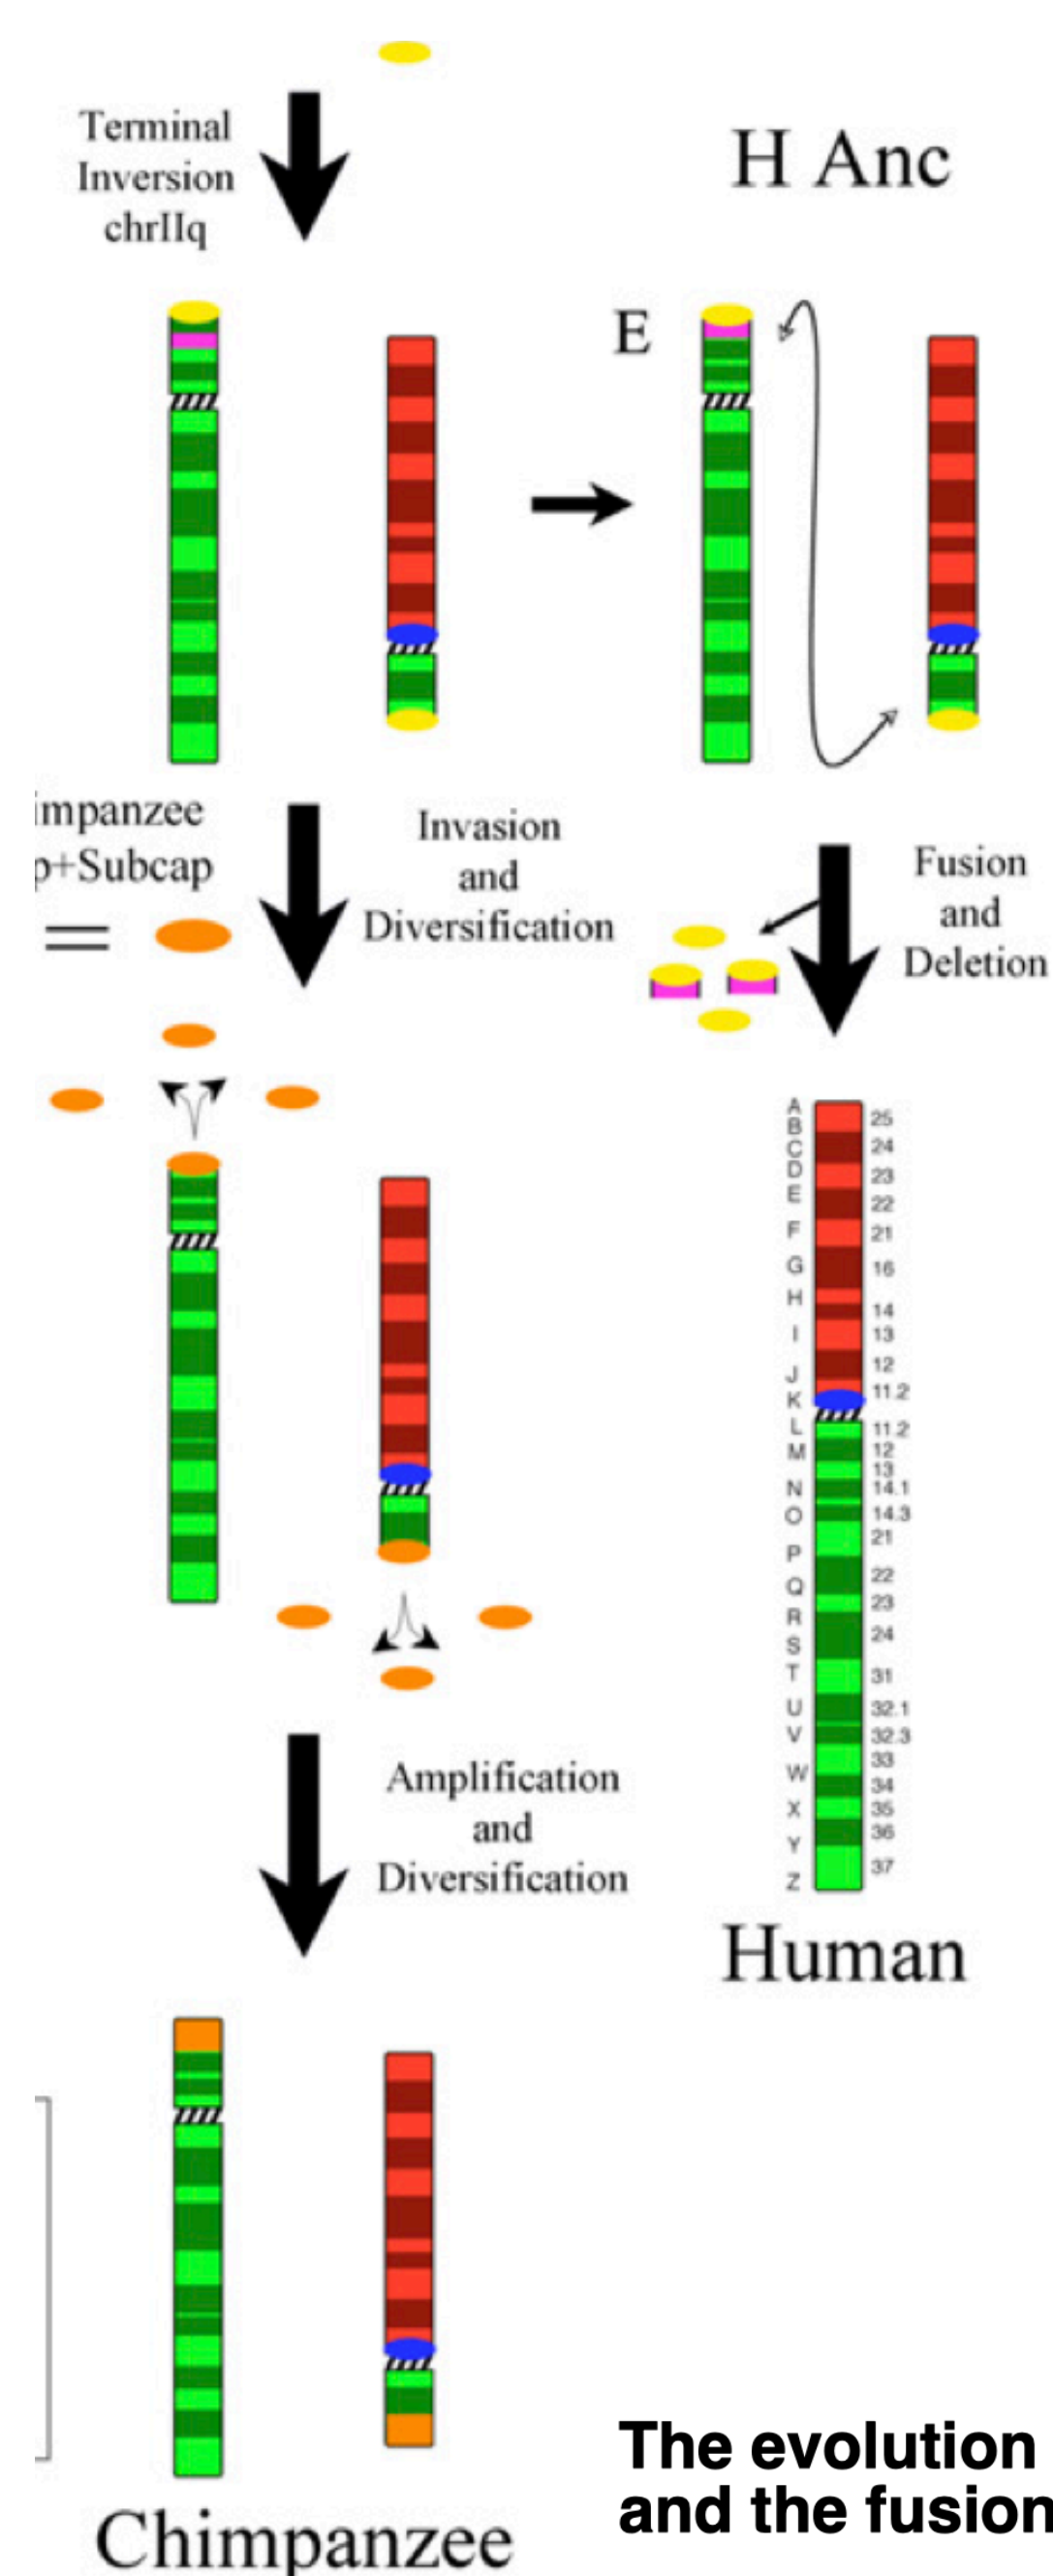 Terminal
Inversion
chrIIq
H Anc
E
impanzee
p+Subcap
Invasion
and
Diversification
Fusion
and
Deletion
A
B
C
D
E
F
G
H
I
J
K
L
M
N
O
P
Q
R
S
T
U
V
W
X
Y
Z
25
24
23
22
21
16
14
13
12
11.2
11.2
12
13
14.1
14.3
21
22
23
24
31
32.1
32.3
33
34
35
36
37
Human
Amplification
and
Diversification
Chimpanzee
The evolution
and the fusion